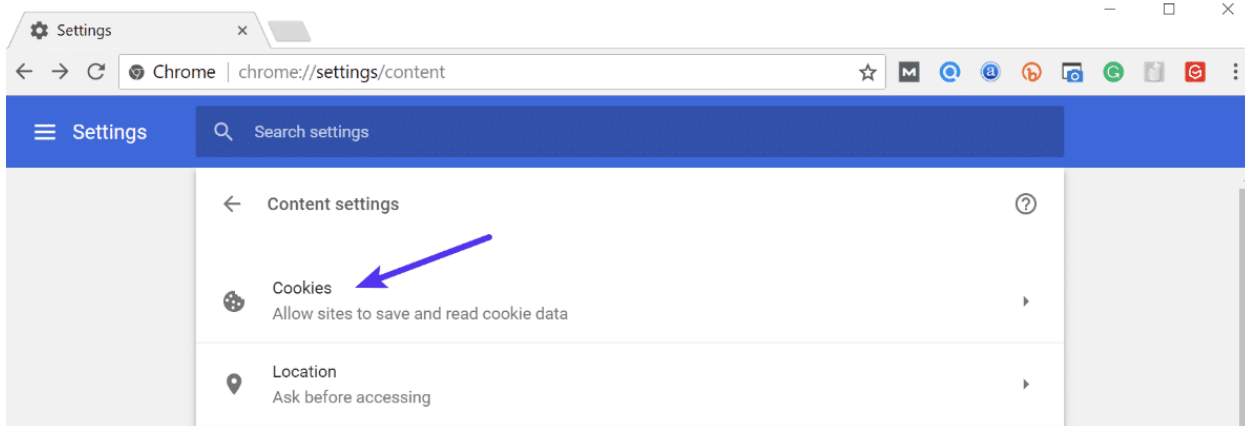 Settings
Chrome | chrome://settings/content
Settings
Search settings
Content settings
Cookies
Allow sites to save and read cookie data
Location
Ask before accessing